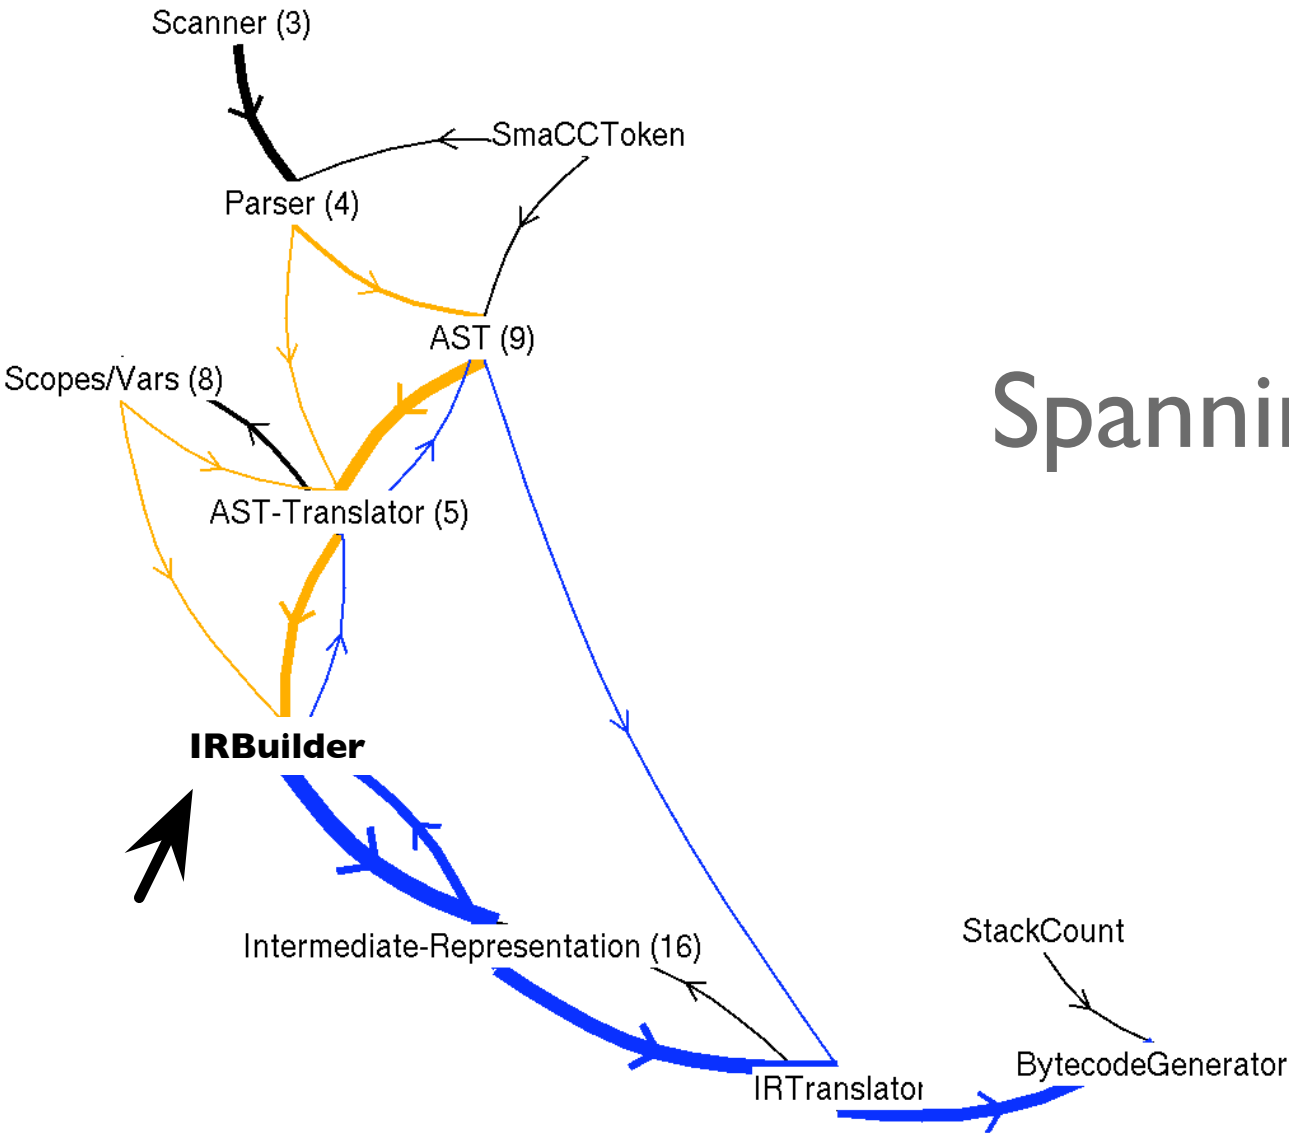 Scanner (3)
SmaCCToken
Parser (4)
AST (9)
Scopes/Vars (8)
Spannin
AST-Translator (5)
IRBuilder
Intermediate-Representation (16)
StackCount
BytecodeGenerator
IRTranslator